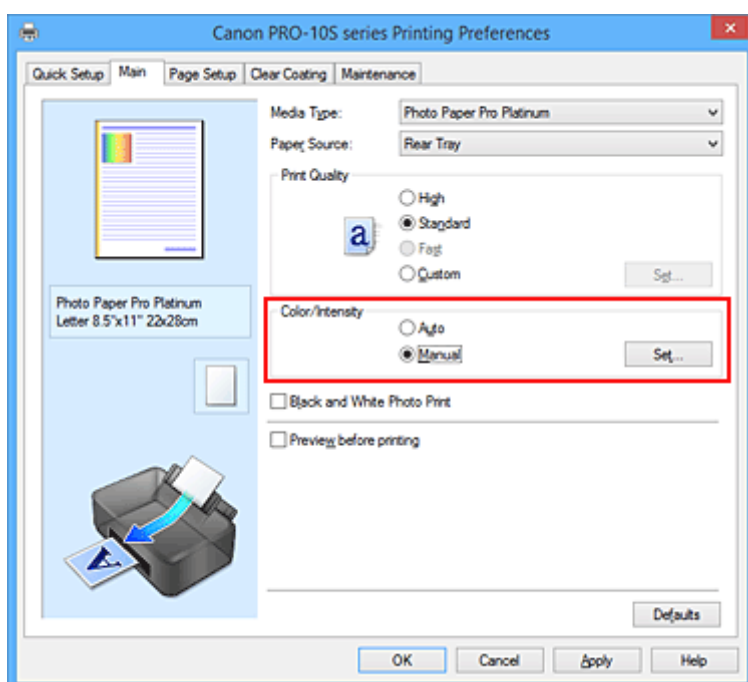 Canon PRO-10S series Printing Preferences
Quick Setup Main Page Setup Clear Coating Maintenance
Media Type: Photo Paper Pro Platinum
Paper Source: Rear Tray
Print Quality
High
a Standard
Fast
Custom Set...
Photo Paper Pro Platinum
Letter 8.5"x11" 22x28cm
Color/Intensity
Auto
Manual Set...
Black and White Photo Print
Preview before printing
A
Defaults
OK Cancel Apply Help